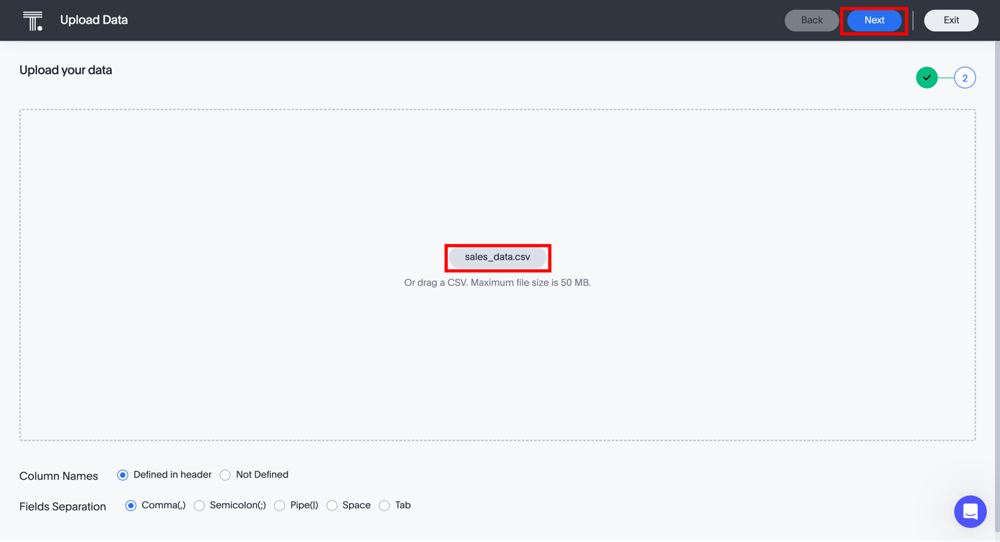 T. Upload Data Back Next Exit
Upload your data
2
sales_data.csv
Or drag a CSV. Maximum file size is 50 MB.
Column Names Defined in header Not Defined
Fields Separation Comma(,) Semicolon(;) Pipe(|) Space Tab